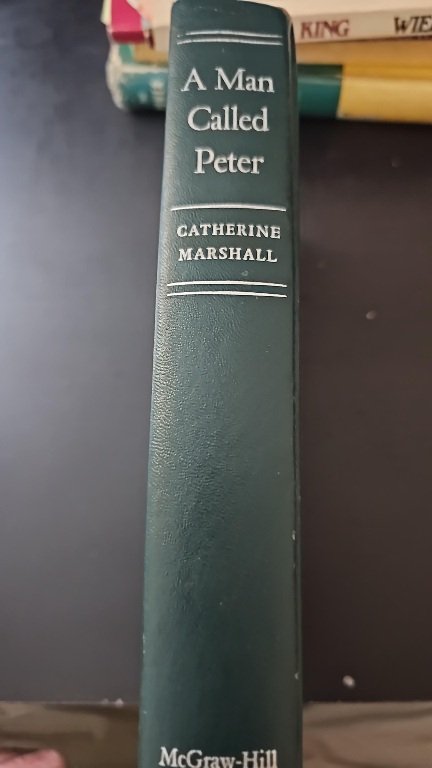 KING
A Man
Called
Peter
CATHERINE
MARSHALL
McGraw-Hill